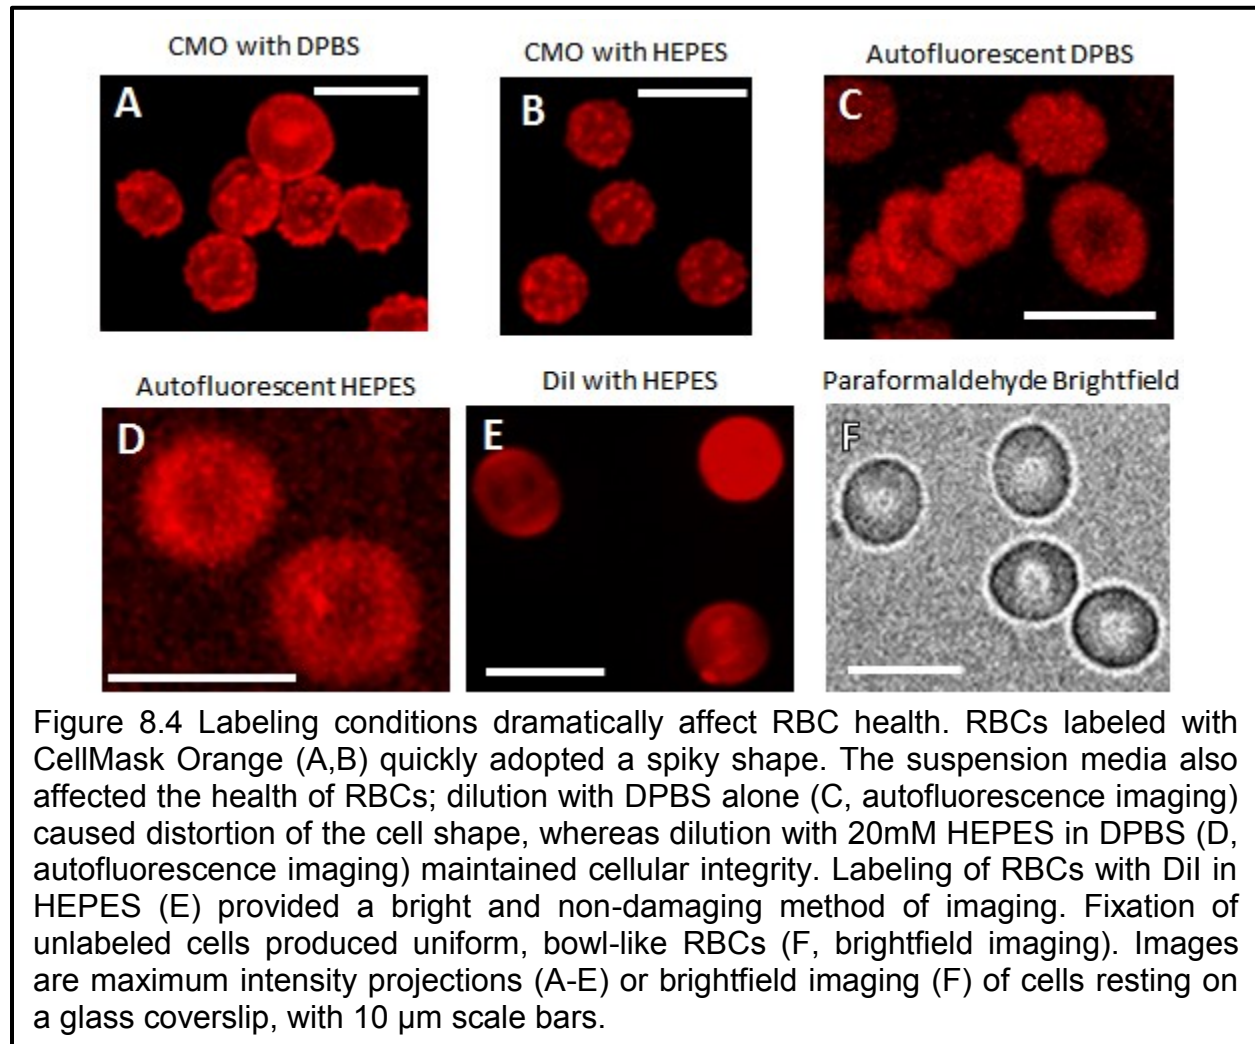 CMO with DPBS
CMO with HEPES
Autofluorescent DPBS
A
B
C
Autofluorescent HEPES
DiI with HEPES
Paraformaldehyde Brightfield
D
E
F
Figure 8.4 Labeling conditions dramatically affect RBC health. RBCs labeled with
CellMask Orange (A,B) quickly adopted a spiky shape. The suspension media also
affected the health of RBCs; dilution with DPBS alone (C, autofluorescence imaging)
caused distortion of the cell shape, whereas dilution with 20mM HEPES in DPBS (D,
autofluorescence imaging) maintained cellular integrity. Labeling of RBCs with DiI in
HEPES (E) provided a bright and non-damaging method of imaging. Fixation of
unlabeled cells produced uniform, bowl-like RBCs (F, brightfield imaging). Images
are maximum intensity projections (A-E) or brightfield imaging (F) of cells resting on
a glass coverslip, with 10 μm scale bars.